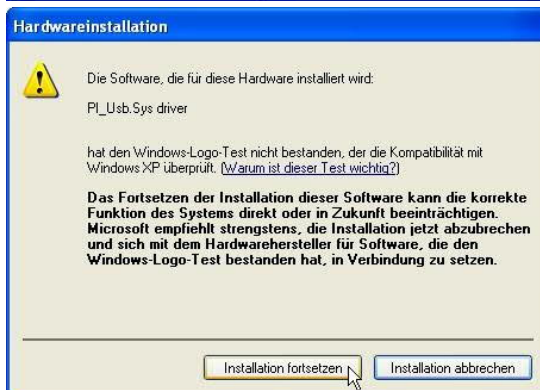 Hardwareinstallation
Die Software, die für diese Hardware installiert wird:
PI_Usb.Sys driver
hat den Windows-Logo-Test nicht bestanden, der die Kompatibilität mit
Windows XP überprüft. (Warum ist dieser Test wichtig?)
Das Fortsetzen der Installation dieser Software kann die korrekte
Funktion des Systems direkt oder in Zukunft beeinträchtigen.
Microsoft empfiehlt strengstens, die Installation jetzt abzubrechen
und sich mit dem Hardwarehersteller für Software, die den
Windows-Logo-Test bestanden hat, in Verbindung zu setzen.
Installation fortsetzen
Installation abbrechen